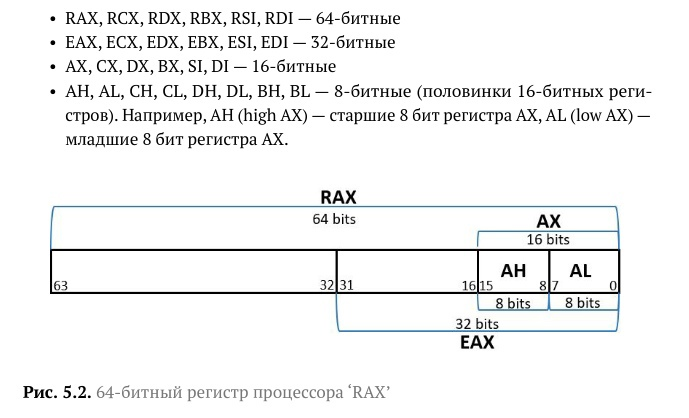 • RAX, RCX, RDX, RBX, RSI, RDI — 64-битные
• EAX, ECX, EDX, EBX, ESI, EDI — 32-битные
• AX, CX, DX, BX, SI, DI — 16-битные
• AH, AL, CH, CL, DH, DL, BH, BL — 8-битные (половинки 16-битных реги-
стров). Например, AH (high AX) — старшие 8 бит регистра AX, AL (low AX) —
младшие 8 бит регистра AX.
RAX
64 bits
AX
16 bits
AH AL
63 32 31 16 15 8 7 0
8 bits 8 bits
32 bits
EAX
Рис. 5.2. 64-битный регистр процессора ‘RAX’